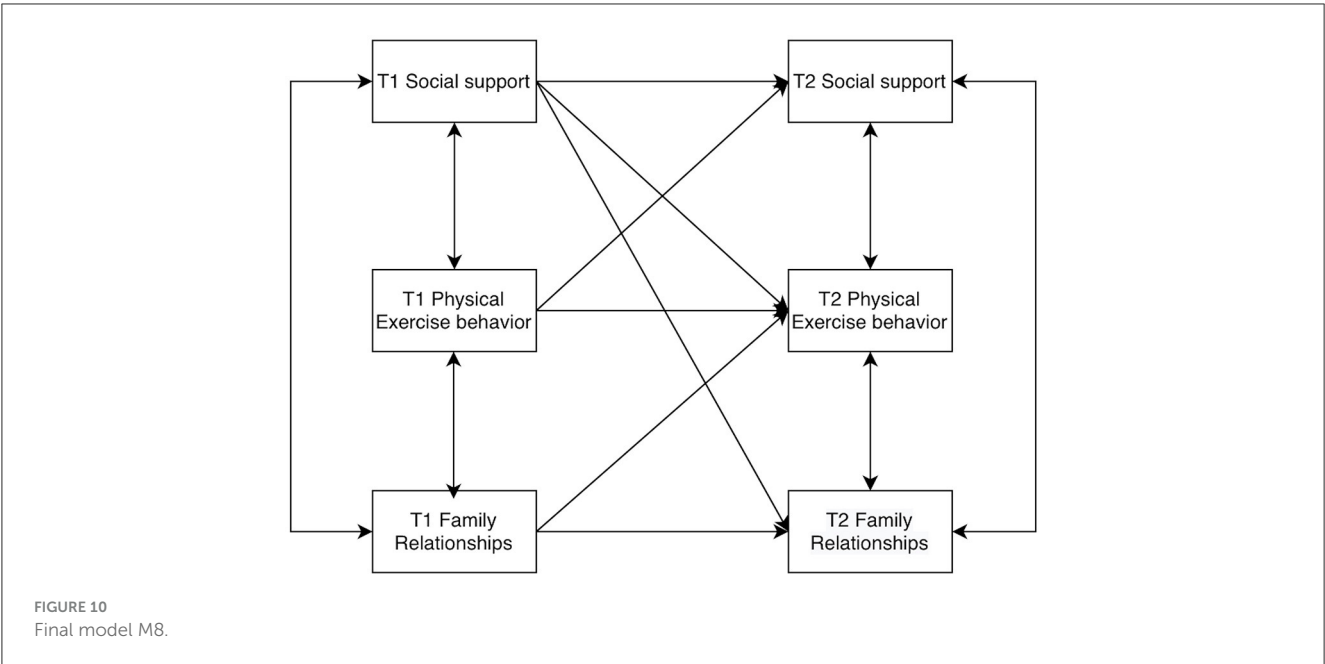 T1 Social support
T2 Social support
T1 Physical
Exercise behavior
T2 Physical
Exercise behavior
T1 Family
Relationships
T2 Family
Relationships
FIGURE 10
Final model M8.